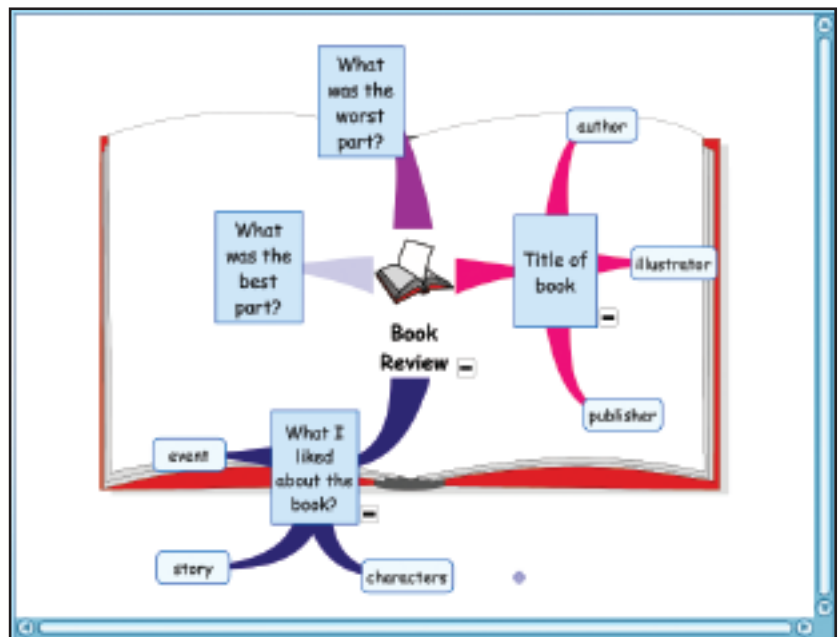 What
was the
worst
part?
author
What
was the
best
part?
Title of
book
illustrator
Book
Review
publisher
What I
liked
about the
book?
event
story
characters